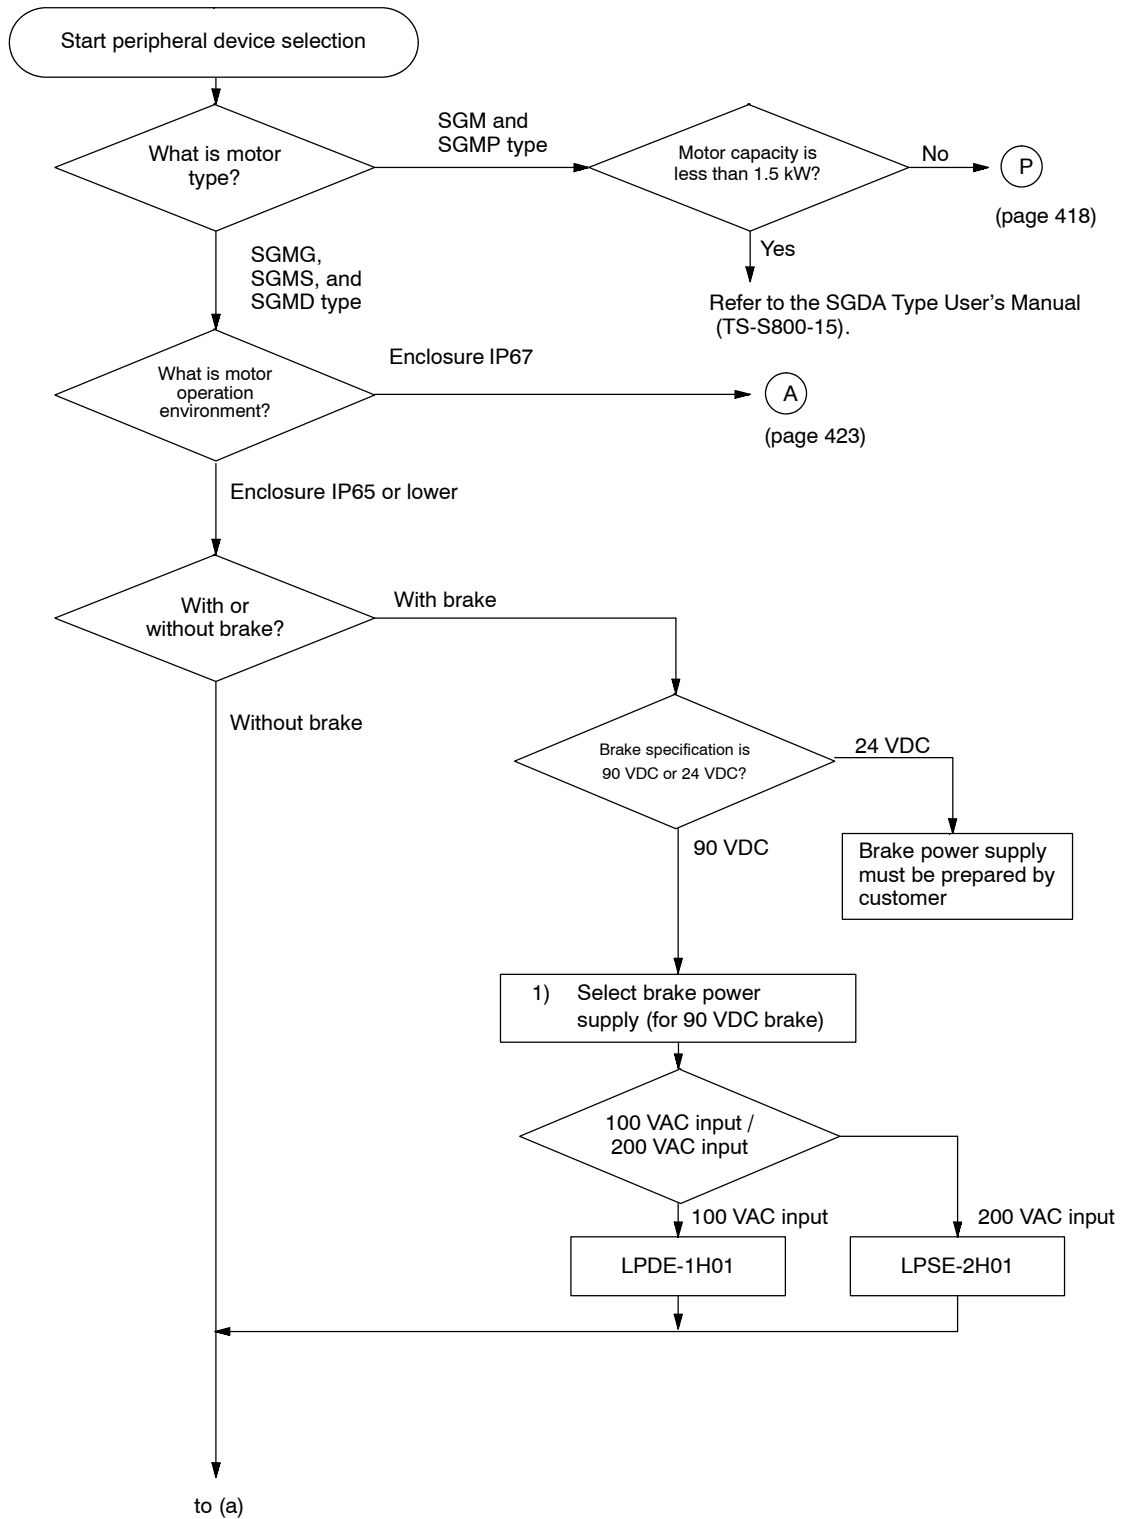 Start peripheral device selection
What is motor
type?
SGM and
SGMP type
Motor capacity is
less than 1.5 kW?
No
P
(page 418)
Yes
Refer to the SGDA Type User's Manual
(TS-S800-15).
SGMG,
SGMS, and
SGMD type
What is motor
operation
environment?
Enclosure IP67
A
(page 423)
Enclosure IP65 or lower
With or
without brake?
With brake
Without brake
Brake specification is
90 VDC or 24 VDC?
24 VDC
90 VDC
Brake power supply
must be prepared by
customer
1) Select brake power
supply (for 90 VDC brake)
100 VAC input /
200 VAC input
100 VAC input
200 VAC input
LPDE-1H01
LPSE-2H01
to (a)